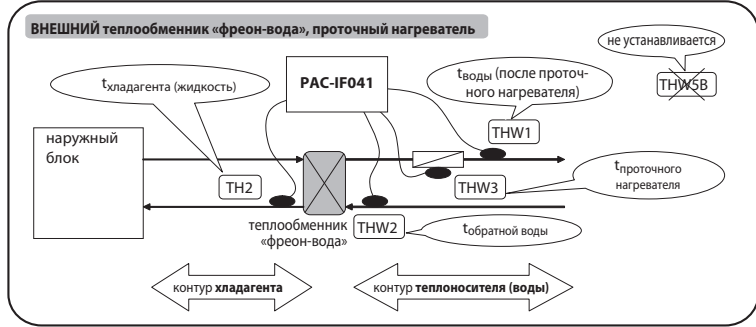 ВНЕШНИЙ теплообменник «фреон-вода», проточный нагреватель
не устанавливается
THW5B
tхладагента (жидкость)
PAC-IF041
tводы (после проточ-
ного нагревателя)
THW1
наружный
блок
TH2
THW3
tпроточного
нагревателя
теплообменник
«фреон-вода»
THW2
tобратной воды
контур хладагента
контур теплоносителя (воды)